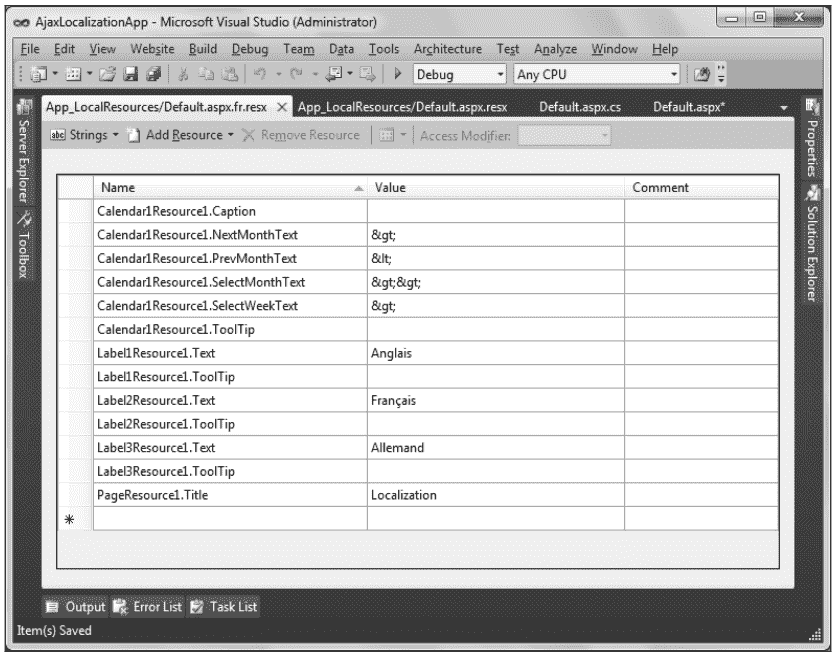 AjaxLocalizationApp - Microsoft Visual Studio (Administrator)
File Edit View Website Build Debug Team Data Tools Architecture Test Analyze Window Help
Debug Any CPU
App_LocalResources/Default.aspx.fr.resx App_LocalResources/Default.aspx.resx Default.aspx.cs Default.aspx*
Server Explorer
Toolbox
Properties
Solution Explorer
abc Strings Add Resource Remove Resource Access Modifier:
Name Value Comment
Calendar1Resource1.Caption
Calendar1Resource1.NextMonthText &gt;
Calendar1Resource1.PrevMonthText &lt;
Calendar1Resource1.SelectMonthText &gt;&gt;
Calendar1Resource1.SelectWeekText &gt;
Calendar1Resource1.ToolTip
Label1Resource1.Text Anglais
Label1Resource1.ToolTip
Label2Resource1.Text Français
Label2Resource1.ToolTip
Label3Resource1.Text Allemand
Label3Resource1.ToolTip
PageResource1.Title Localization
*
Output Error List Task List
Item(s) Saved